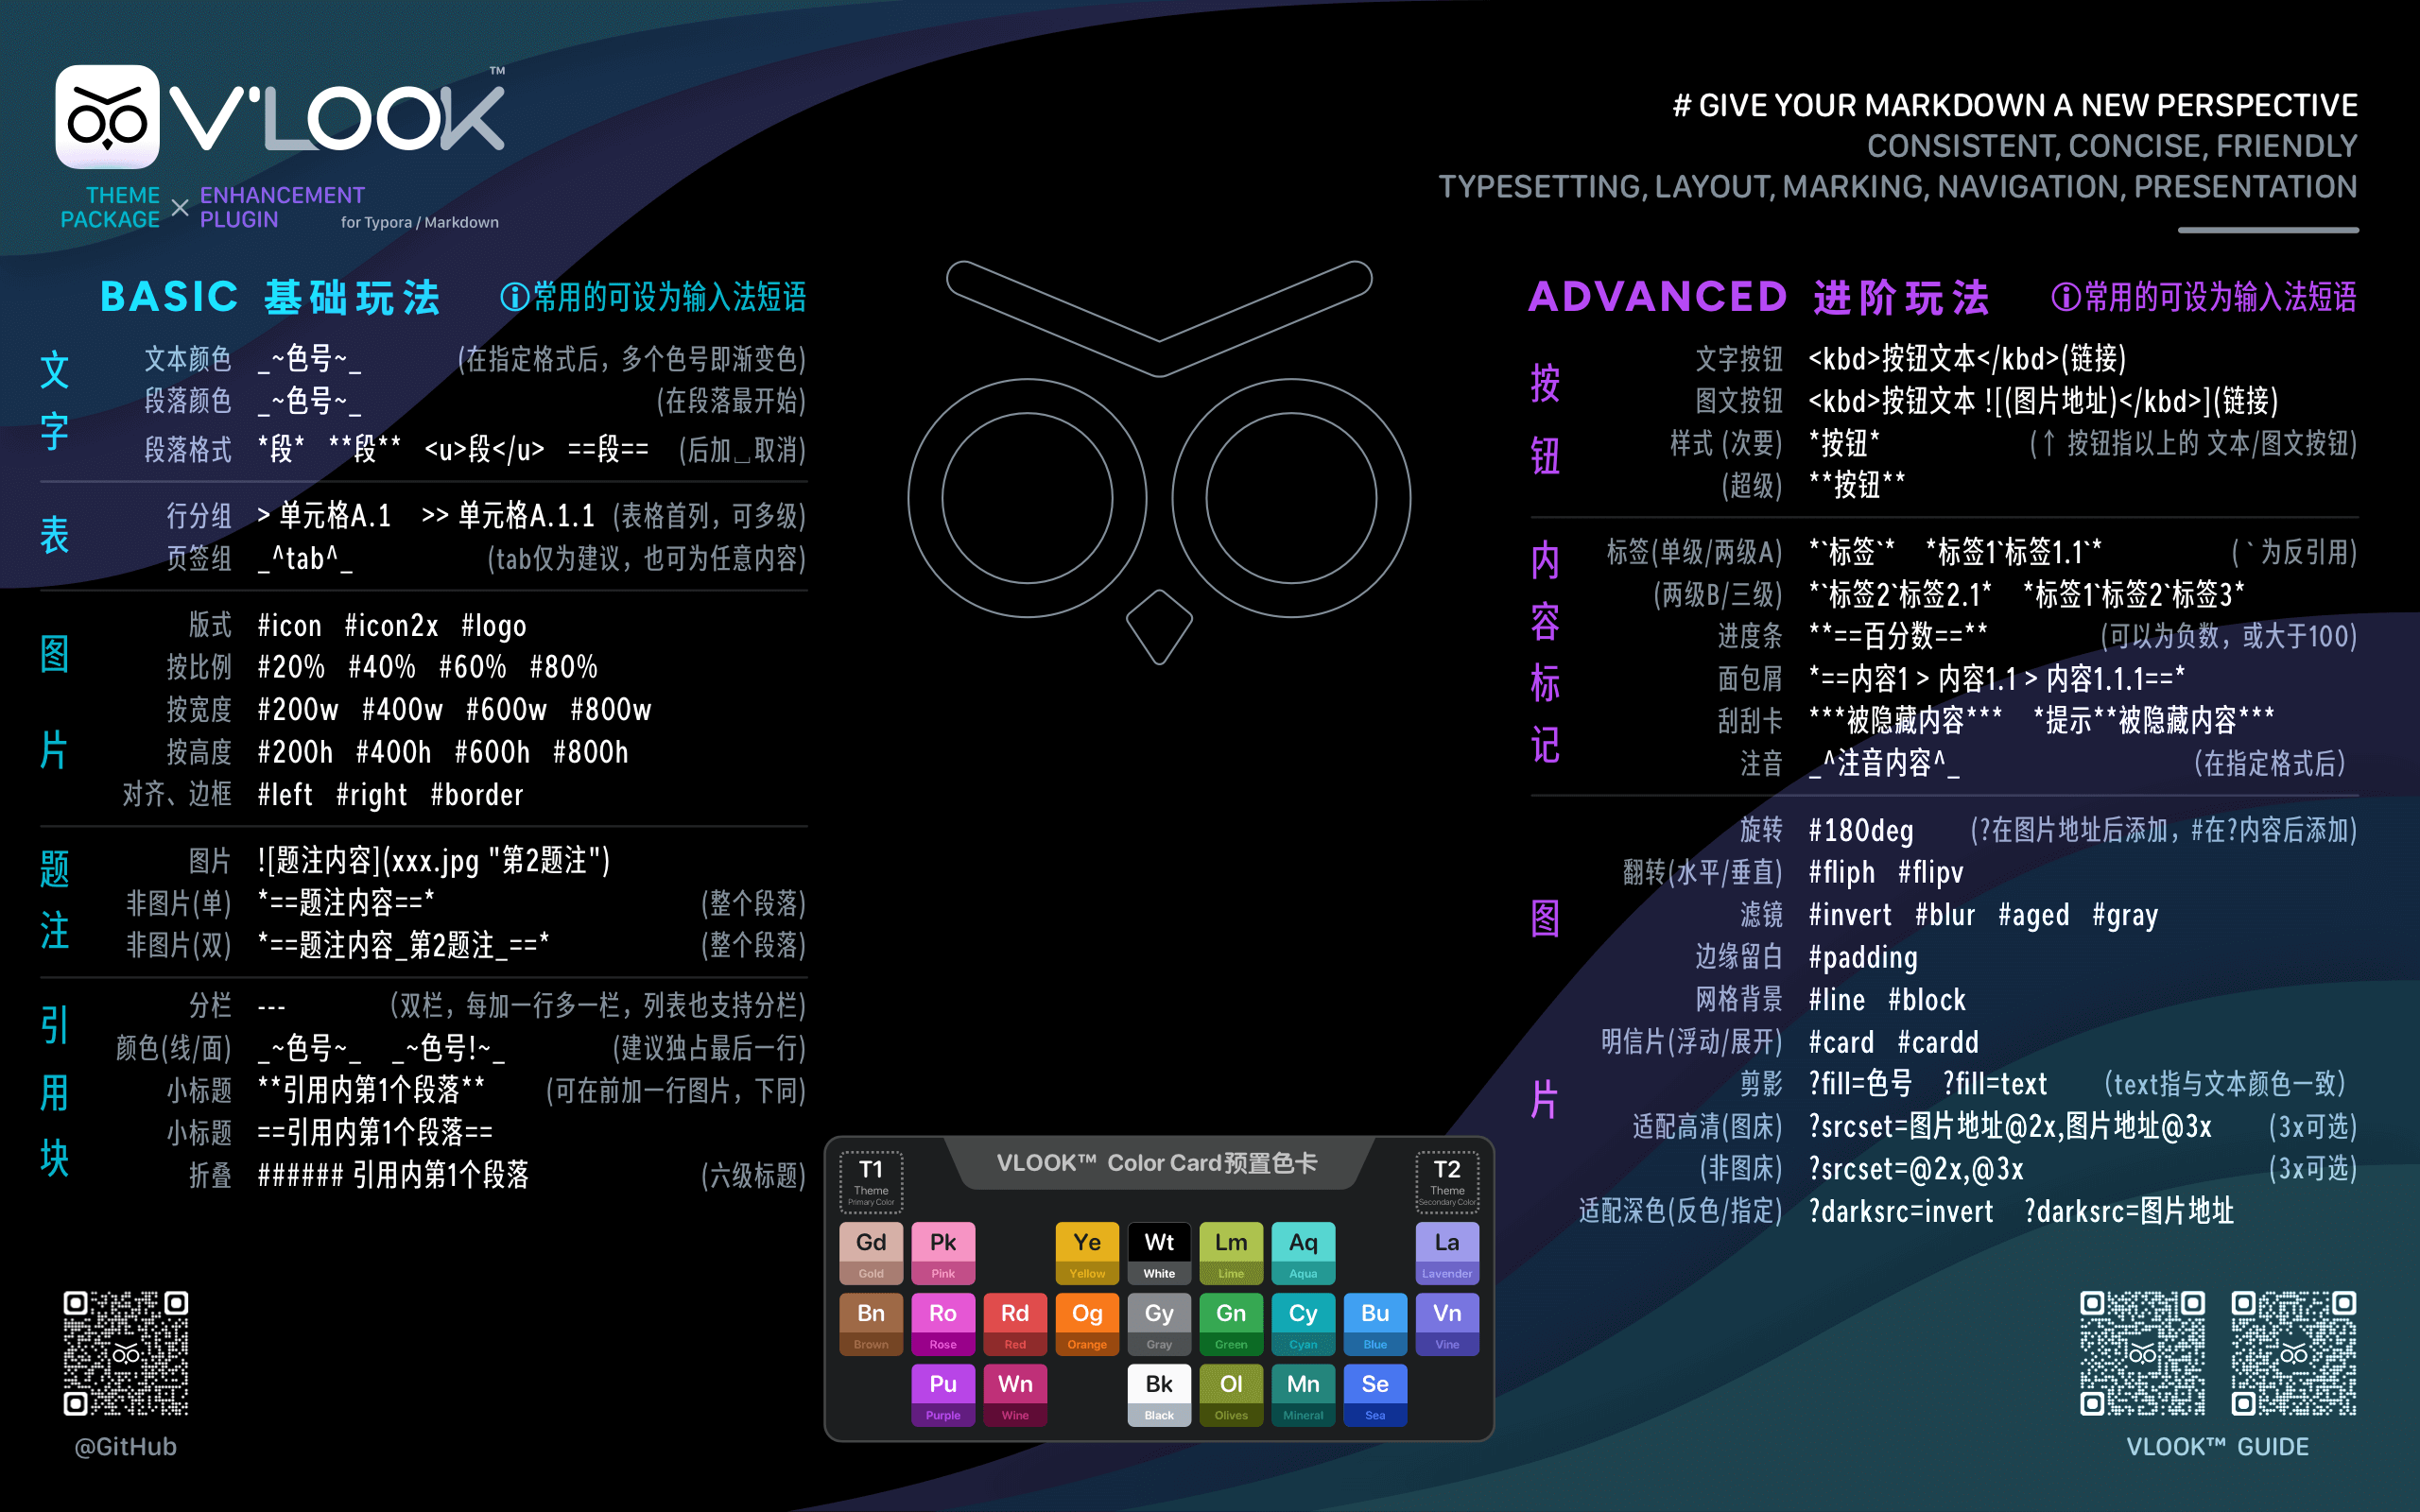 V'LOOK™
THEME PACKAGE × ENHANCEMENT PLUGIN
for Typora / Markdown
# GIVE YOUR MARKDOWN A NEW PERSPECTIVE
CONSISTENT, CONCISE, FRIENDLY
TYPESETTING, LAYOUT, MARKING, NAVIGATION, PRESENTATION
BASIC 基础玩法 ⓘ常用的可设为输入法短语
文字
文本颜色 _~色号~_ (在指定格式后，多个色号即渐变色)
段落颜色 _~色号~_ (在段落最开始)
段落格式 *段* **段** <u>段</u> ==段== (后加␣取消)
表
行分组 > 单元格A.1 >> 单元格A.1.1 (表格首列，可多级)
页签组 _^tab^_ (tab仅为建议，也可为任意内容)
图片
版式 #icon #icon2x #logo
按比例 #20% #40% #60% #80%
按宽度 #200w #400w #600w #800w
按高度 #200h #400h #600h #800h
对齐、边框 #left #right #border
题注
图片 ![题注内容](xxx.jpg "第2题注")
非图片(单) *==题注内容==* (整个段落)
非图片(双) *==题注内容_第2题注_==* (整个段落)
引用块
分栏 --- (双栏，每加一行多一栏，列表也支持分栏)
颜色(线/面) _~色号~_ _~色号!~_ (建议独占最后一行)
小标题 **引用内第1个段落** (可在前加一行图片，下同)
小标题 ==引用内第1个段落==
折叠 ###### 引用内第1个段落 (六级标题)
@GitHub
ADVANCED 进阶玩法 ⓘ常用的可设为输入法短语
按钮
文字按钮 <kbd>按钮文本</kbd>(链接)
图文按钮 <kbd>按钮文本 ![(图片地址)</kbd>](链接)
样式 (次要) *按钮* (↑ 按钮指以上的 文本/图文按钮)
(超级) **按钮**
内容标记
标签(单级/两级A) *`标签`* *标签1`标签1.1`* (` 为反引用)
(两级B/三级) *`标签2`标签2.1* *标签1`标签2`标签3*
进度条 **==百分数==** (可以为负数，或大于100)
面包屑 *==内容1 > 内容1.1 > 内容1.1.1==*
刮刮卡 ***被隐藏内容*** *提示**被隐藏内容***
注音 _^注音内容^_ (在指定格式后)
图片
旋转 #180deg (?在图片地址后添加，#在?内容后添加)
翻转(水平/垂直) #fliph #flipv
滤镜 #invert #blur #aged #gray
边缘留白 #padding
网格背景 #line #block
明信片(浮动/展开) #card #cardd
剪影 ?fill=色号 ?fill=text (text指与文本颜色一致)
适配高清(图床) ?srcset=图片地址@2x,图片地址@3x (3x可选)
(非图床) ?srcset=@2x,@3x (3x可选)
适配深色(反色/指定) ?darksrc=invert ?darksrc=图片地址
VLOOK™ GUIDE
VLOOK™ Color Card预置色卡
T1 Theme Primary Color
T2 Theme Secondary Color
Gd Pk Ye Wt Lm Aq La
Gold Pink Yellow White Lime Aqua Lavender
Bn Ro Rd Og Gy Gn Cy Bu Vn
Brown Rose Red Orange Gray Green Cyan Blue Vine
Pu Wn Bk Ol Mn Se
Purple Wine Black Olives Mineral Sea